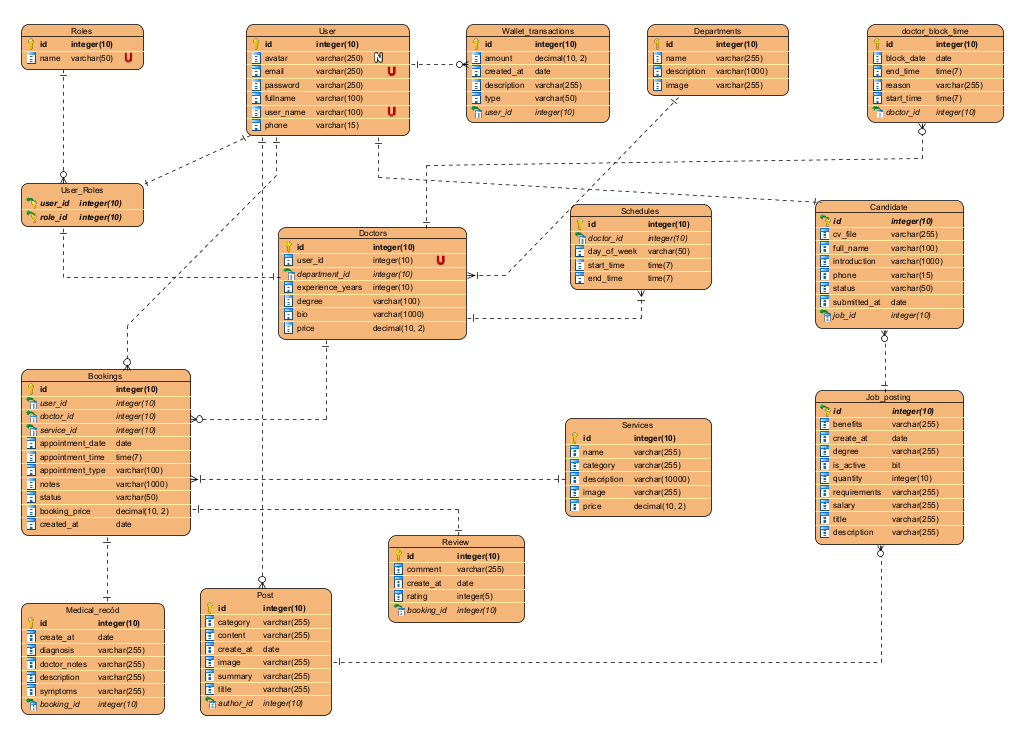 Roles
id integer(10)
name varchar(50) U
User
id integer(10)
avatar varchar(250) N
email varchar(250) U
password varchar(250)
fullname varchar(100)
user_name varchar(100) U
phone varchar(15)
Wallet_transactions
id integer(10)
amount decimal(10, 2)
created_at date
description varchar(255)
type varchar(50)
user_id integer(10)
Departments
id integer(10)
name varchar(255)
description varchar(1000)
image varchar(255)
doctor_block_time
id integer(10)
block_date date
end_time time(7)
reason varchar(255)
start_time time(7)
doctor_id integer(10)
User_Roles
user_id integer(10)
role_id integer(10)
Doctors
id integer(10)
user_id integer(10) U
department_id integer(10)
experience_years integer(10)
degree varchar(100)
bio varchar(1000)
price decimal(10, 2)
Schedules
id integer(10)
doctor_id integer(10)
day_of_week varchar(50)
start_time time(7)
end_time time(7)
Candidate
id integer(10)
cv_file varchar(255)
full_name varchar(100)
introduction varchar(1000)
phone varchar(15)
status varchar(50)
submitted_at date
job_id integer(10)
Bookings
id integer(10)
user_id integer(10)
doctor_id integer(10)
service_id integer(10)
appointment_date date
appointment_time time(7)
appointment_type varchar(100)
notes varchar(1000)
status varchar(50)
booking_price decimal(10, 2)
created_at date
Services
id integer(10)
name varchar(255)
category varchar(255)
description varchar(10000)
image varchar(255)
price decimal(10, 2)
Job_posting
id integer(10)
benefits varchar(255)
create_at date
degree varchar(255)
is_active bit
quantity integer(10)
requirements varchar(255)
salary varchar(255)
title varchar(255)
description varchar(255)
Review
id integer(10)
comment varchar(255)
create_at date
rating integer(5)
booking_id integer(10)
Medical_recód
id integer(10)
create_at date
diagnosis varchar(255)
doctor_notes varchar(255)
description varchar(255)
symptoms varchar(255)
booking_id integer(10)
Post
id integer(10)
category varchar(255)
content varchar(255)
create_at date
image varchar(255)
summary varchar(255)
title varchar(255)
author_id integer(10)